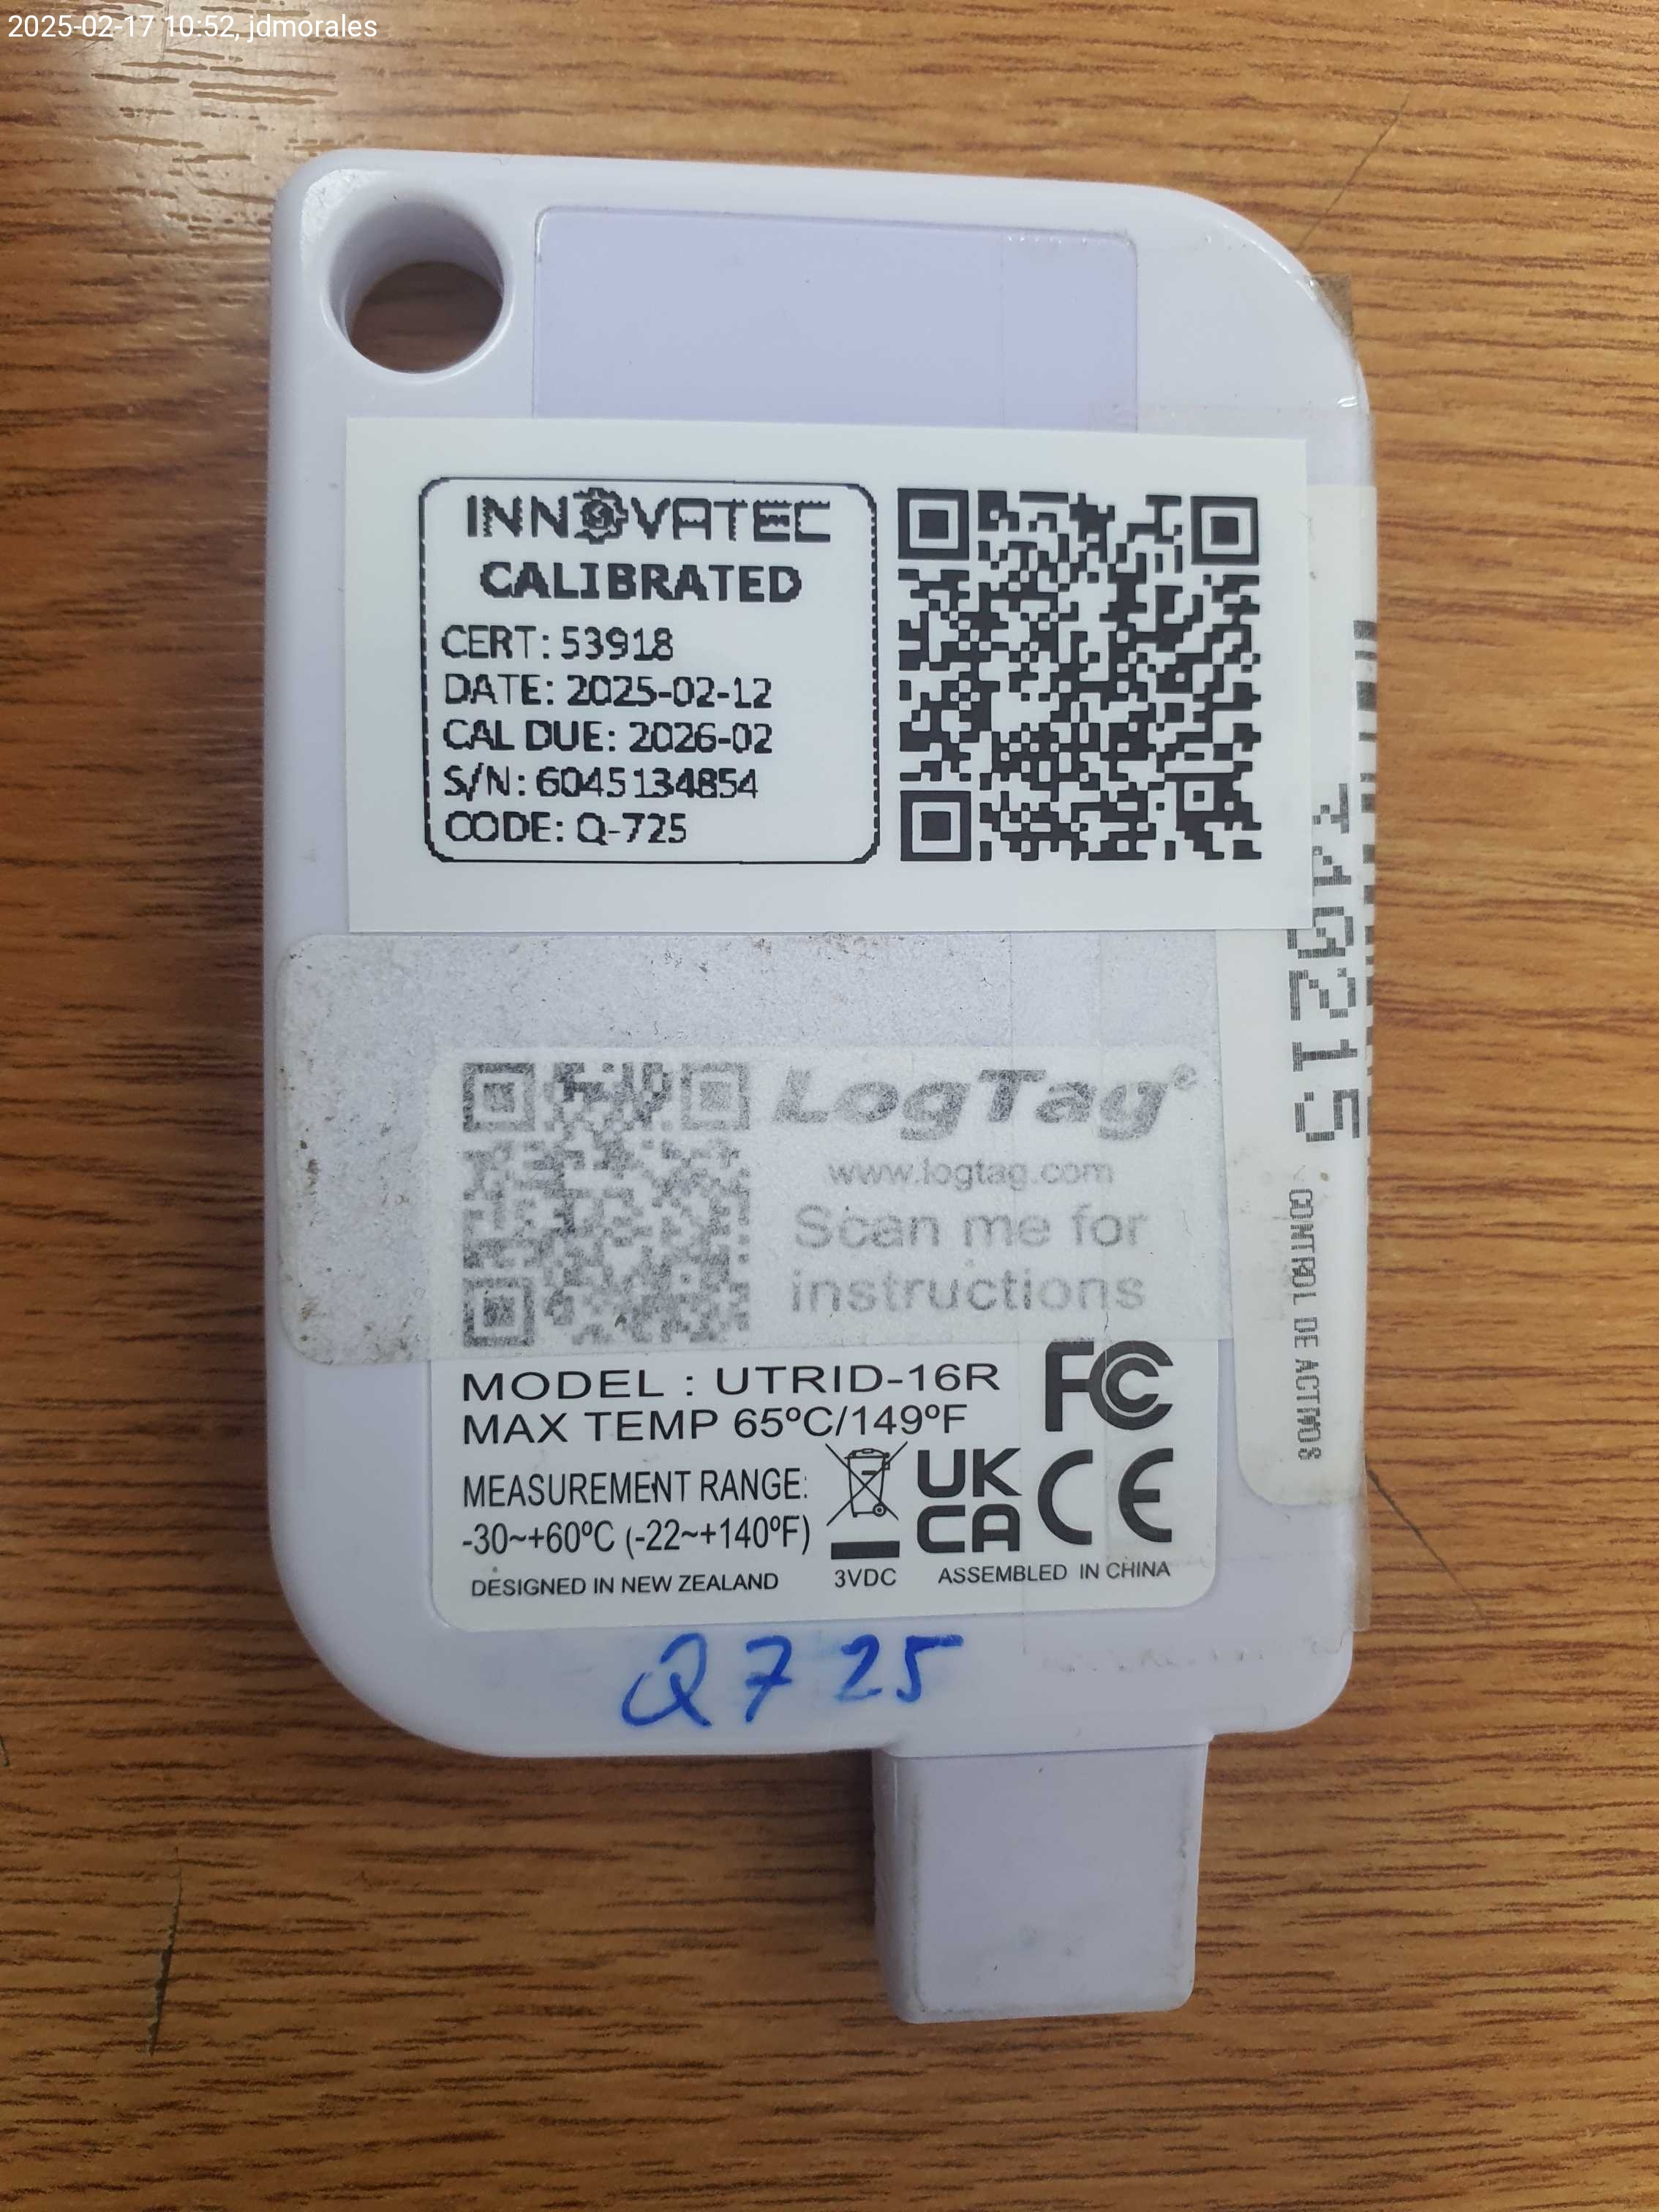 2025-02-17 10:52, jdmorales
INNOVATEC
CALIBRATED
CERT: 53918
DATE: 2025-02-12
CAL DUE: 2026-02
S/N: 6045134854
CODE: Q-725
LogTag®
www.logtag.com
Scan me for
instructions
MODEL : UTRID-16R
MAX TEMP 65ºC/149ºF
FC
MEASUREMENT RANGE:
-30~+60ºC (-22~+140ºF)
UK
CA
CE
DESIGNED IN NEW ZEALAND
3VDC
ASSEMBLED IN CHINA
Q725
CONTROL DE ACTIVOS